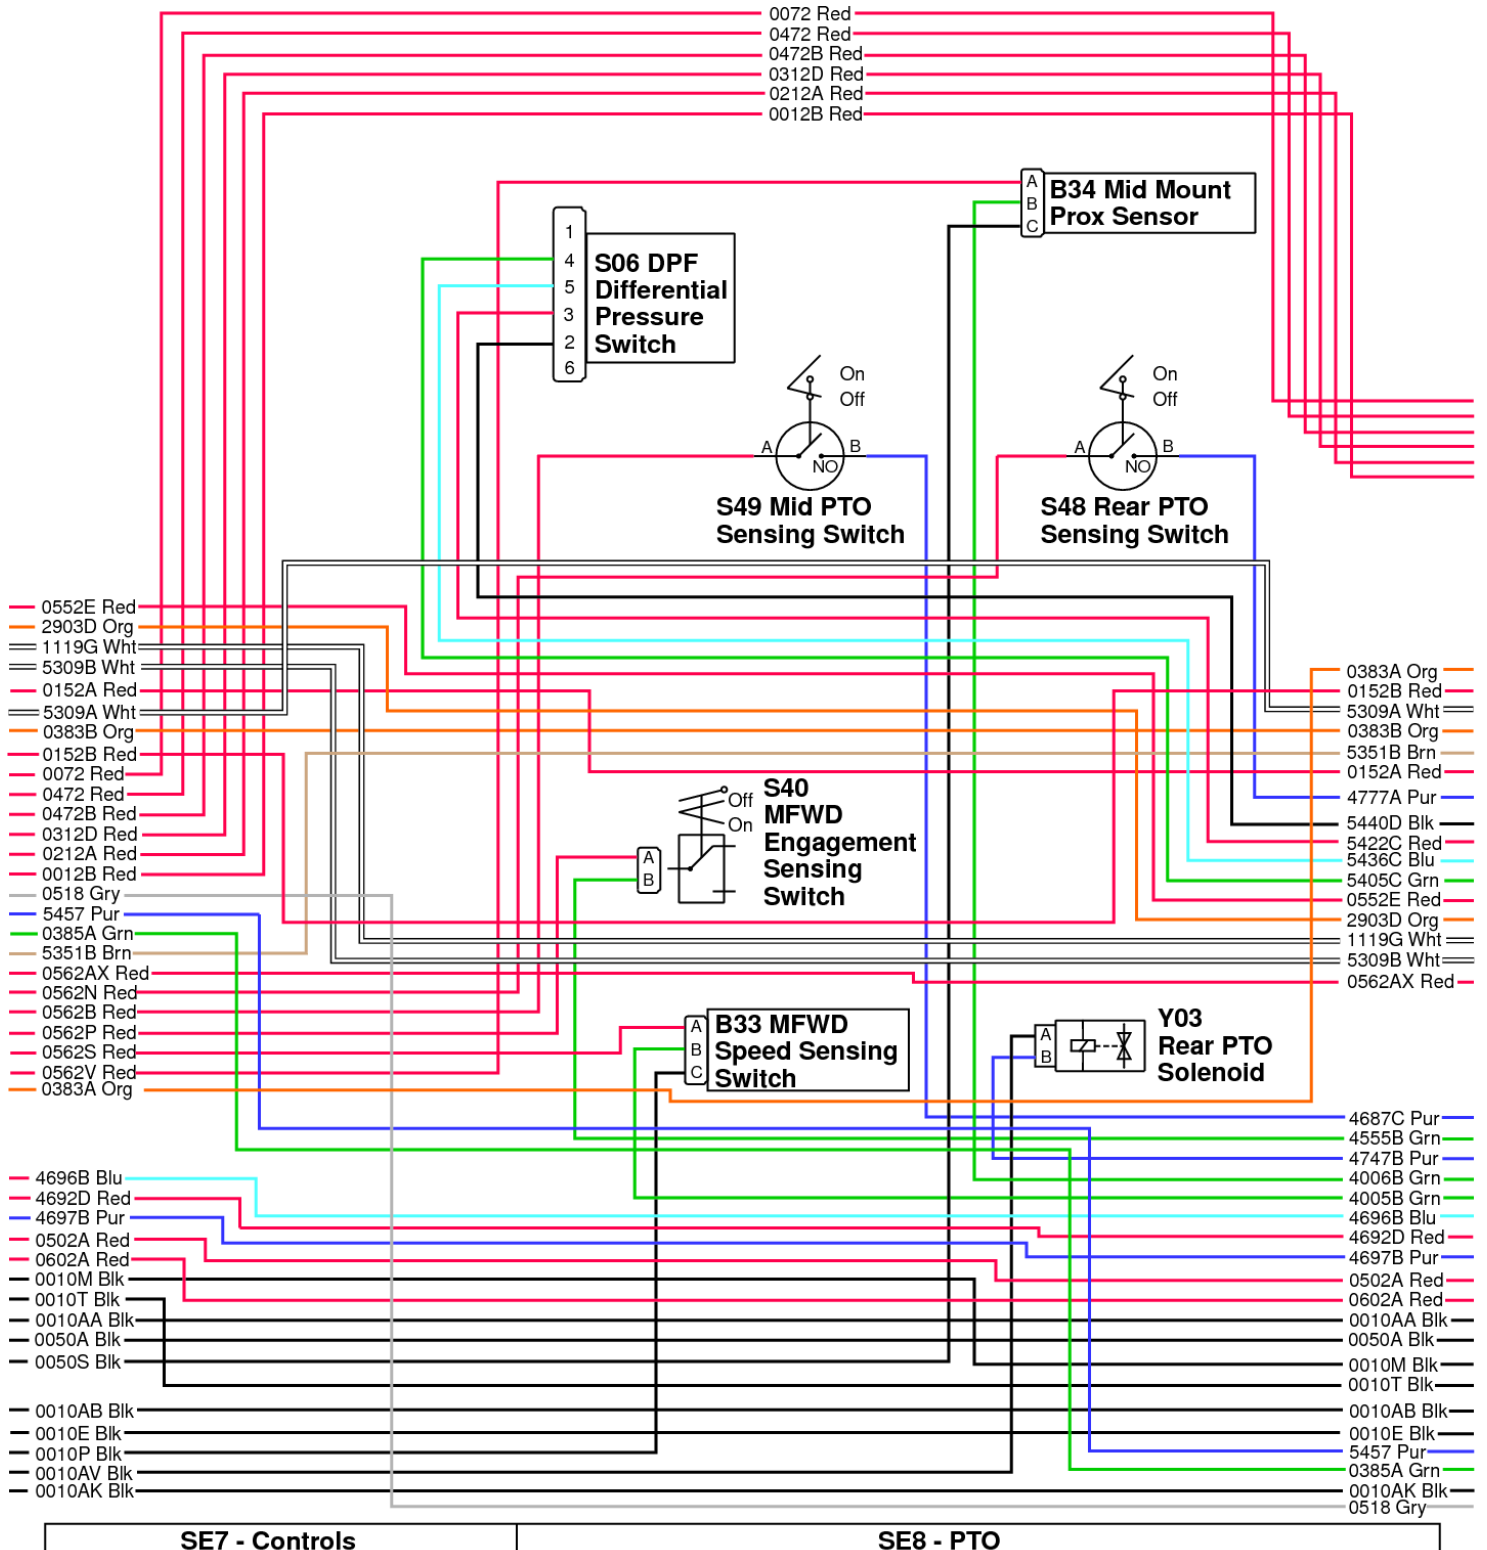 0072 Red
0472 Red
0472B Red
0312D Red
0212A Red
0012B Red
A
B
C
B34 Mid Mount
Prox Sensor
1
4
5
3
2
6
S06 DPF
Differential
Pressure
Switch
On
Off
A
B
NO
S49 Mid PTO
Sensing Switch
On
Off
A
B
NO
S48 Rear PTO
Sensing Switch
0552E Red
2903D Org
1119G Wht
5309B Wht
0152A Red
5309A Wht
0383B Org
0152B Red
0072 Red
0472 Red
0472B Red
0312D Red
0212A Red
0012B Red
0518 Gry
5457 Pur
0385A Grn
5351B Brn
0562AX Red
0562N Red
0562B Red
0562P Red
0562S Red
0562V Red
0383A Org
4696B Blu
4692D Red
4697B Pur
0502A Red
0602A Red
0010M Blk
0010T Blk
0010AA Blk
0050A Blk
0050S Blk
0010AB Blk
0010E Blk
0010P Blk
0010AV Blk
0010AK Blk
Off
On
A
B
S40
MFWD
Engagement
Sensing
Switch
A
B
C
B33 MFWD
Speed Sensing
Switch
A
B
Y03
Rear PTO
Solenoid
0383A Org
0152B Red
5309A Wht
0383B Org
5351B Brn
0152A Red
4777A Pur
5440D Blk
5422C Red
5436C Blu
5405C Grn
0552E Red
2903D Org
1119G Wht
5309B Wht
0562AX Red
4687C Pur
4555B Grn
4747B Pur
4006B Grn
4005B Grn
4696B Blu
4692D Red
4697B Pur
0502A Red
0602A Red
0010AA Blk
0050A Blk
0010M Blk
0010T Blk
0010AB Blk
0010E Blk
5457 Pur
0385A Grn
0010AK Blk
0518 Gry
SE7 - Controls
SE8 - PTO